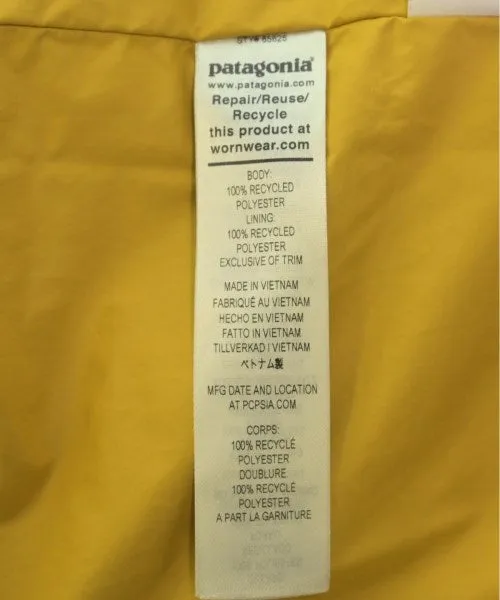 STY# 85625
patagonia®
www.patagonia.com
Repair/Reuse/
Recycle
this product at
wornwear.com
BODY:
100% RECYCLED
POLYESTER
LINING:
100% RECYCLED
POLYESTER
EXCLUSIVE OF TRIM
MADE IN VIETNAM
FABRIQUÉ AU VIETNAM
HECHO EN VIETNAM
FATTO IN VIETNAM
TILLVERKAD I VIETNAM
ベトナム製
MFG DATE AND LOCATION
AT PCPSIA.COM
CORPS:
100% RECYCLÉ
POLYESTER
DOUBLURE:
100% RECYCLÉ
POLYESTER
A PART LA GARNITURE